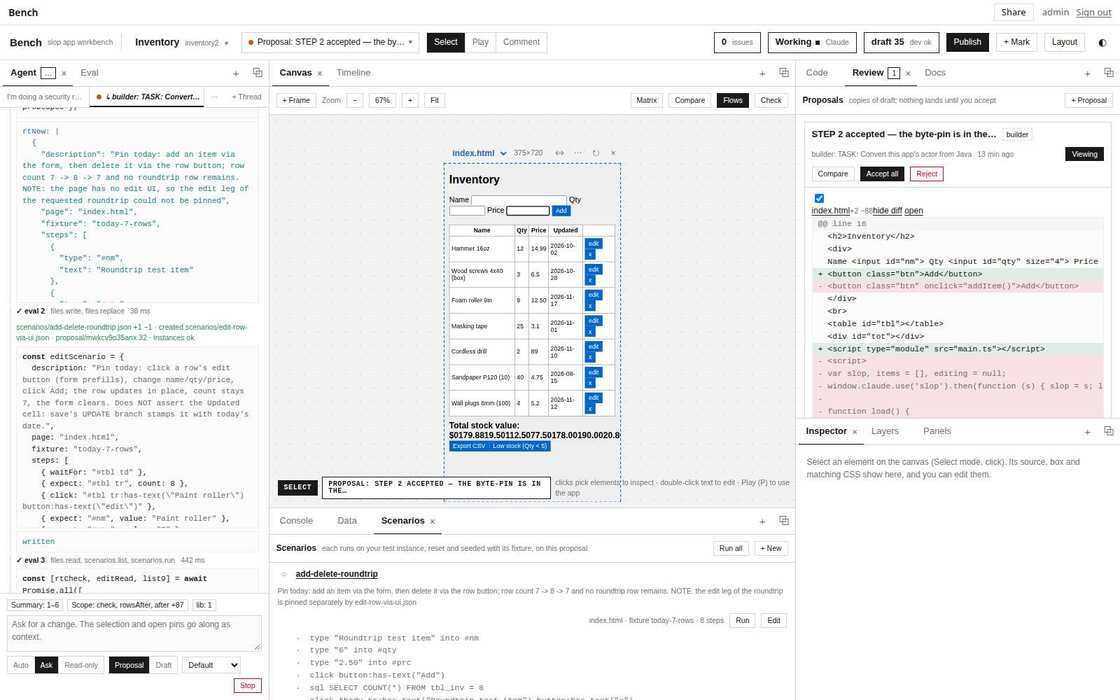 Bench
Share admin Sign out
Bench slop app workbench Inventory inventory2 ▾ Proposal: STEP 2 accepted — the by… ▾ Select Play Comment
0 issues Working ■ Claude draft 35 dev ok Publish + Mark Layout
Agent … × Eval +
I'm doing a security r… ↳ builder: TASK: Convert… ··· + Thread
rtNow: |
{
"description": "Pin today: add an item via
the form, then delete it via the row button; row
count 7 -> 8 -> 7 and no roundtrip row remains.
NOTE: the page has no edit UI, so the edit leg of
the requested roundtrip could not be pinned",
"page": "index.html",
"fixture": "today-7-rows",
"steps": [
{
"type": "#nm",
"text": "Roundtrip test item"
},
{
✓ eval 2 files.write, files.replace 38 ms
scenarios/add-delete-roundtrip.json +1 −1 · created scenarios/edit-row-
via-ui.json · proposal/mwkcv9oi35anx 32 · instances ok
const editScenario = {
description: "Pin today: click a row's edit
button (form prefills), change name/qty/price,
click Add; the row updates in place, count stays
7, the form clears. Does NOT assert the Updated
cell: save's UPDATE branch stamps it with today's
date.",
page: "index.html",
fixture: "today-7-rows",
steps: [
{ waitFor: "#tbl td" },
{ expect: "#tbl tr", count: 8 },
{ click: "#tbl tr:has-text(\"Paint roller\")
button:has-text(\"edit\")" },
{ expect: "#nm", value: "Paint roller" },
written
✓ eval 3 files.read, scenarios.list, scenarios.run 442 ms
const [rtCheck, editRead, list9] = await
Promise.all([
Summary: 1–6 Scope: check, rowsAfter, after +87 lib: 1
Ask for a change. The selection and open pins go along as
context.
Auto Ask Read-only Proposal Draft Default
Stop
Canvas × Timeline +
+ Frame Zoom − 67% + Fit Matrix Compare Flows Check
index.html 375×720 ⇔ ··· ↻ ×
Inventory
Name Qty
Price Add
Name Qty Price Updated
Hammer 16oz 12 14.99 2026-10-02 edit x
Wood screws 4x40 (box) 3 6.5 2026-10-28 edit x
Foam roller 9in 9 12.50 2026-11-17 edit x
Masking tape 25 3.1 2026-11-01 edit x
Cordless drill 2 89 2026-11-10 edit x
Sandpaper P120 (10) 40 4.75 2026-08-15 edit x
Wall plugs 6mm (100) 4 5.2 2026-11-12 edit x
Total stock value:
$0179.8819.50112.5077.50178.00190.0020.8
Export CSV Low stock (Qty < 5)
SELECT PROPOSAL: STEP 2 ACCEPTED — THE BYTE-PIN IS IN THE…
clicks pick elements to inspect · double-click text to edit · Play (P) to use
the app
Console Data Scenarios × +
Scenarios each runs on your test instance, reset and seeded with its fixture, on this proposal Run all + New
○ add-delete-roundtrip
Pin today: add an item via the form, then delete it via the row button; row count 7 -> 8 -> 7 and no roundtrip row remains. NOTE: the edit leg of the roundtrip
is pinned separately by edit-row-via-ui.json
index.html · fixture today-7-rows · 8 steps Run Edit
· type "Roundtrip test item" into #nm
· type "6" into #qty
· type "2.50" into #prc
· click button:has-text("Add")
· sql SELECT COUNT(*) FROM tbl_inv = 8
Code Review 1 × Docs +
Proposals copies of draft; nothing lands until you accept + Proposal
STEP 2 accepted — the byte-pin is in the… builder
builder: TASK: Convert this app's actor from Java · 13 min ago Viewing
Compare Accept all Reject
index.html+2 −88hide diff open
@@ line 16
<h2>Inventory</h2>
<div>
Name <input id="nm"> Qty <input id="qty" size="4"> Price
+ <button class="btn">Add</button>
- <button class="btn" onclick="addItem()">Add</button>
</div>
<br>
<table id="tbl"></table>
<div id="tot"></div>
+ <script type="module" src="main.ts"></script>
- <script>
- var slop, items = [], editing = null;
- window.claude.use('slop').then(function (s) { slop = s; l
-
- function load() {
Inspector × Layers Panels +
Select an element on the canvas (Select mode, click). Its source, box and
matching CSS show here, and you can edit them.